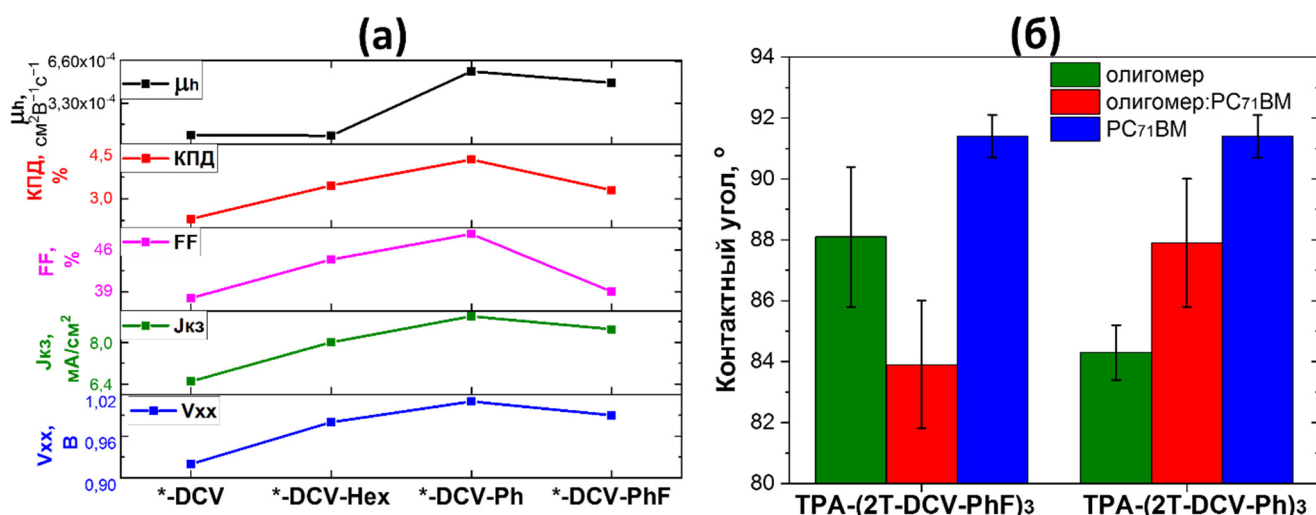 (а)
μh,
см²В⁻¹с⁻¹
6,60x10⁻⁴
3,30x10⁻⁴
μh
КПД,
%
4,5
3,0
КПД
FF,
%
46
39
FF
Jкз,
мА/см²
8,0
6,4
Jкз
Vхх,
В
1,02
0,96
0,90
Vхх
*-DCV *-DCV-Hex *-DCV-Ph *-DCV-PhF
(б)
Контактный угол, °
94
92
90
88
86
84
82
80
олигомер
олигомер:PC71BM
PC71BM
TPA-(2T-DCV-PhF)3 TPA-(2T-DCV-Ph)3